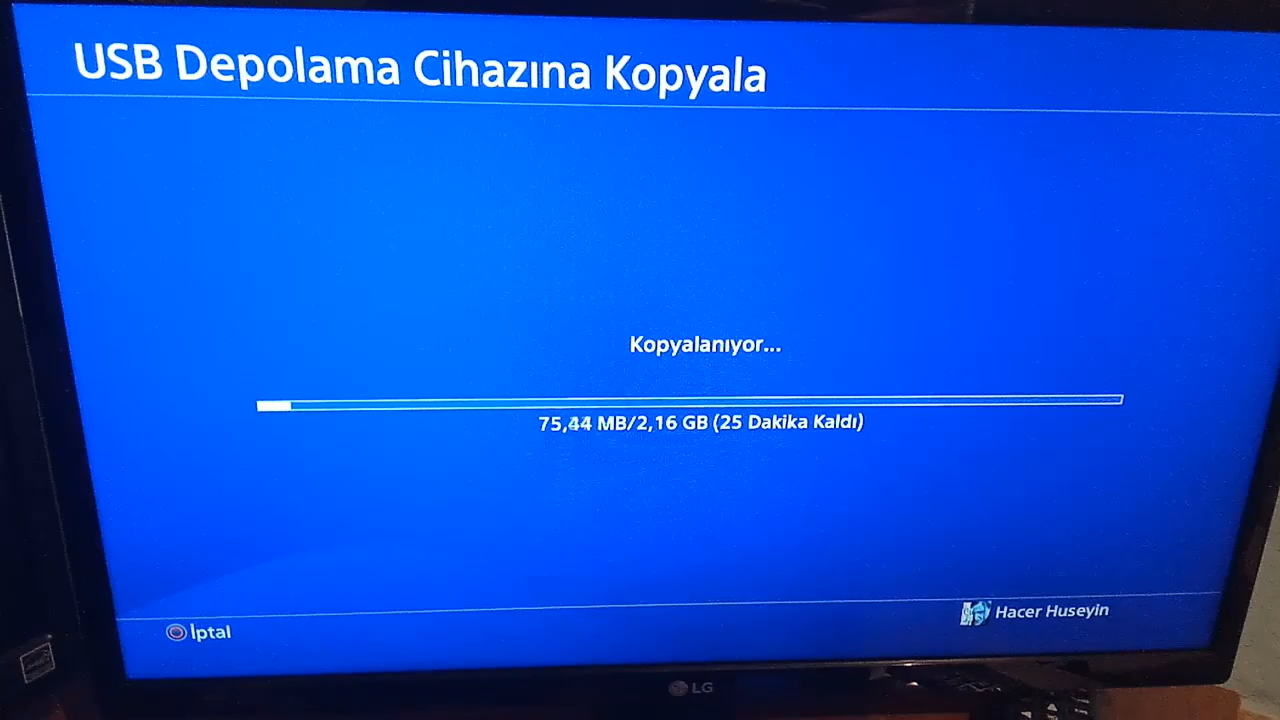 USB Depolama Cihazına Kopyala
Kopyalanıyor...
75,44 MB/2,16 GB (25 Dakika Kaldı)
Hacer Huseyin
İptal
LG